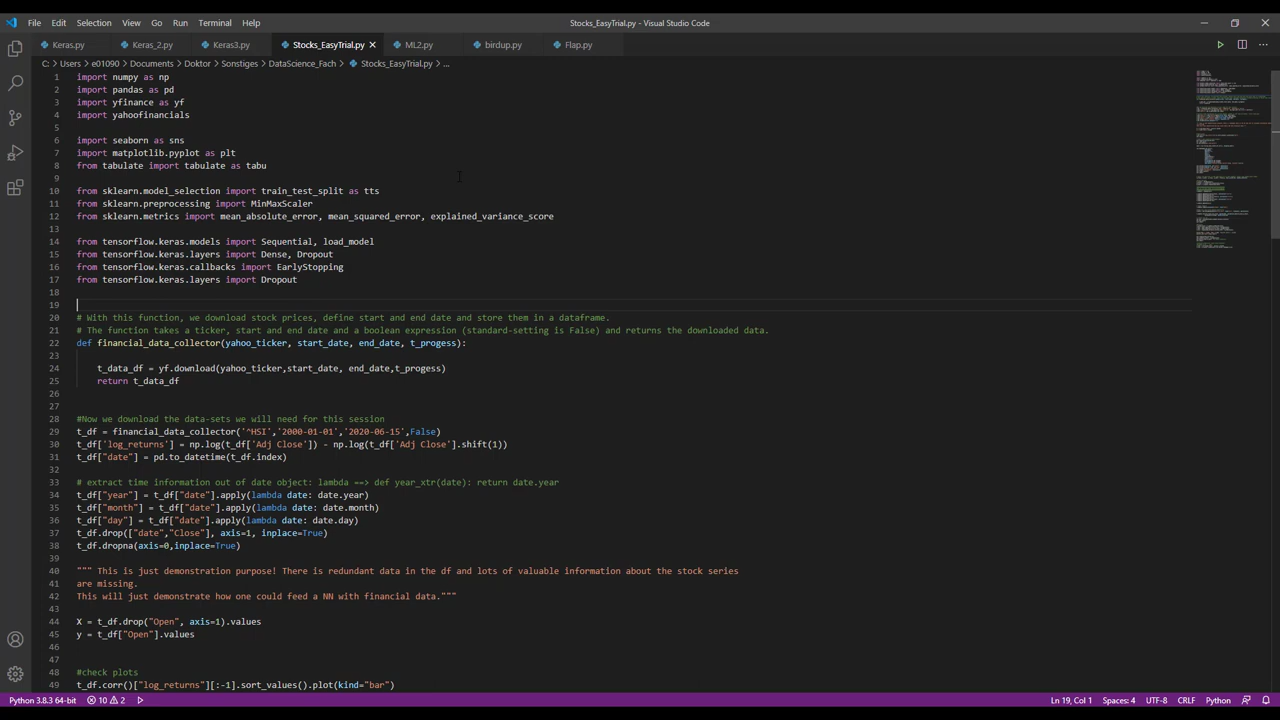 File Edit Selection View Go Run Terminal Help Stocks_EasyTrial.py - Visual Studio Code
Keras.py Keras_2.py Keras3.py Stocks_EasyTrial.py ML2.py birdup.py Flap.py
C: > Users > e01090 > Documents > Doktor > Sonstiges > DataScience_Fach > Stocks_EasyTrial.py > ...
1 import numpy as np
2 import pandas as pd
3 import yfinance as yf
4 import yahoofinancials
5
6 import seaborn as sns
7 import matplotlib.pyplot as plt
8 from tabulate import tabulate as tabu
9
10 from sklearn.model_selection import train_test_split as tts
11 from sklearn.preprocessing import MinMaxScaler
12 from sklearn.metrics import mean_absolute_error, mean_squared_error, explained_variance_score
13
14 from tensorflow.keras.models import Sequential, load_model
15 from tensorflow.keras.layers import Dense, Dropout
16 from tensorflow.keras.callbacks import EarlyStopping
17 from tensorflow.keras.layers import Dropout
18
19
20 # With this function, we download stock prices, define start and end date and store them in a dataframe.
21 # The function takes a ticker, start and end date and a boolean expression (standard-setting is False) and returns the downloaded data.
22 def financial_data_collector(yahoo_ticker, start_date, end_date, t_progess):
23
24 t_data_df = yf.download(yahoo_ticker,start_date, end_date,t_progess)
25 return t_data_df
26
27
28 #Now we download the data-sets we will need for this session
29 t_df = financial_data_collector('^HSI','2000-01-01','2020-06-15',False)
30 t_df['log_returns'] = np.log(t_df['Adj Close']) - np.log(t_df['Adj Close'].shift(1))
31 t_df["date"] = pd.to_datetime(t_df.index)
32
33 # extract time information out of date object: lambda ==> def year_xtr(date): return date.year
34 t_df["year"] = t_df["date"].apply(lambda date: date.year)
35 t_df["month"] = t_df["date"].apply(lambda date: date.month)
36 t_df["day"] = t_df["date"].apply(lambda date: date.day)
37 t_df.drop(["date","Close"], axis=1, inplace=True)
38 t_df.dropna(axis=0,inplace=True)
39
40 """ This is just demonstration purpose! There is redundant data in the df and lots of valuable information about the stock series
41 are missing.
42 This will just demonstrate how one could feed a NN with financial data."""
43
44 X = t_df.drop("Open", axis=1).values
45 y = t_df["Open"].values
46
47
48 #check plots
49 t_df.corr()["log_returns"][:-1].sort_values().plot(kind="bar")
Python 3.8.3 64-bit 10 2 Ln 19, Col 1 Spaces: 4 UTF-8 CRLF Python